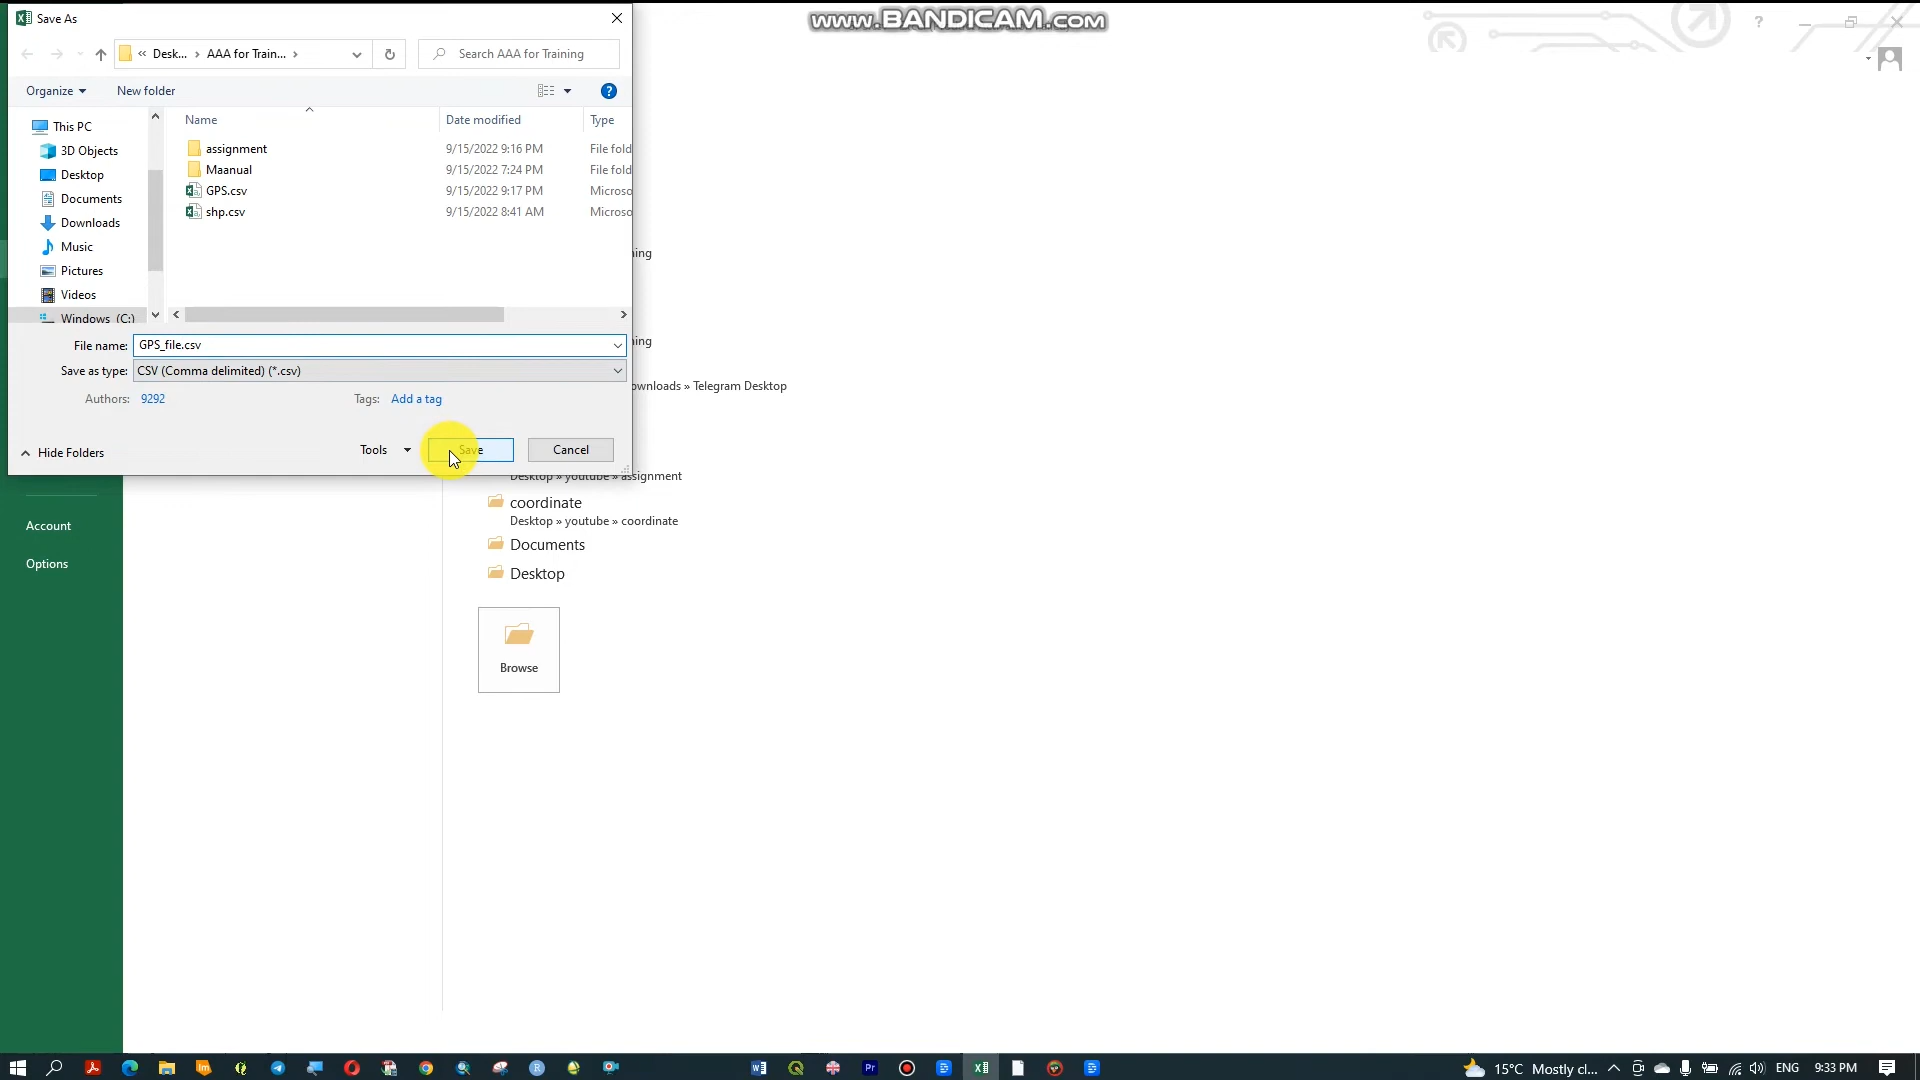 Save As
www.BANDICAM.com
« Desk... › AAA for Train... ›
Search AAA for Training
Organize
New folder
This PC
3D Objects
Desktop
Documents
Downloads
Music
Pictures
Videos
Windows (C:)
Name
Date modified
Type
assignment
9/15/2022 9:16 PM
File fold
Maanual
9/15/2022 7:24 PM
File fold
GPS.csv
9/15/2022 9:17 PM
Microso
shp.csv
9/15/2022 8:41 AM
Microso
File name:
GPS_file.csv
Save as type:
CSV (Comma delimited) (*.csv)
Authors:
9292
Tags:
Add a tag
Hide Folders
Tools
Save
Cancel
ning
ning
ownloads » Telegram Desktop
Desktop » youtube » assignment
coordinate
Desktop » youtube » coordinate
Documents
Desktop
Browse
Account
Options
15°C Mostly cl...
ENG
9:33 PM